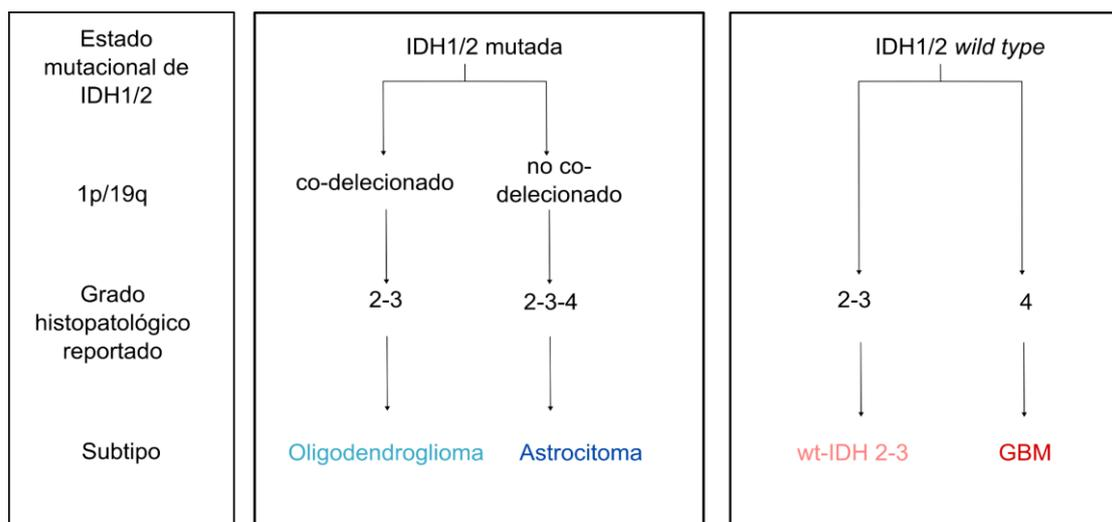 Estado
mutacional de
IDH1/2
IDH1/2 mutada
IDH1/2 wild type
1p/19q
co-delecionado
no co-
delecionado
Grado
histopatológico
reportado
2-3
2-3-4
2-3
4
Subtipo
Oligodendroglioma
Astrocitoma
wt-IDH 2-3
GBM